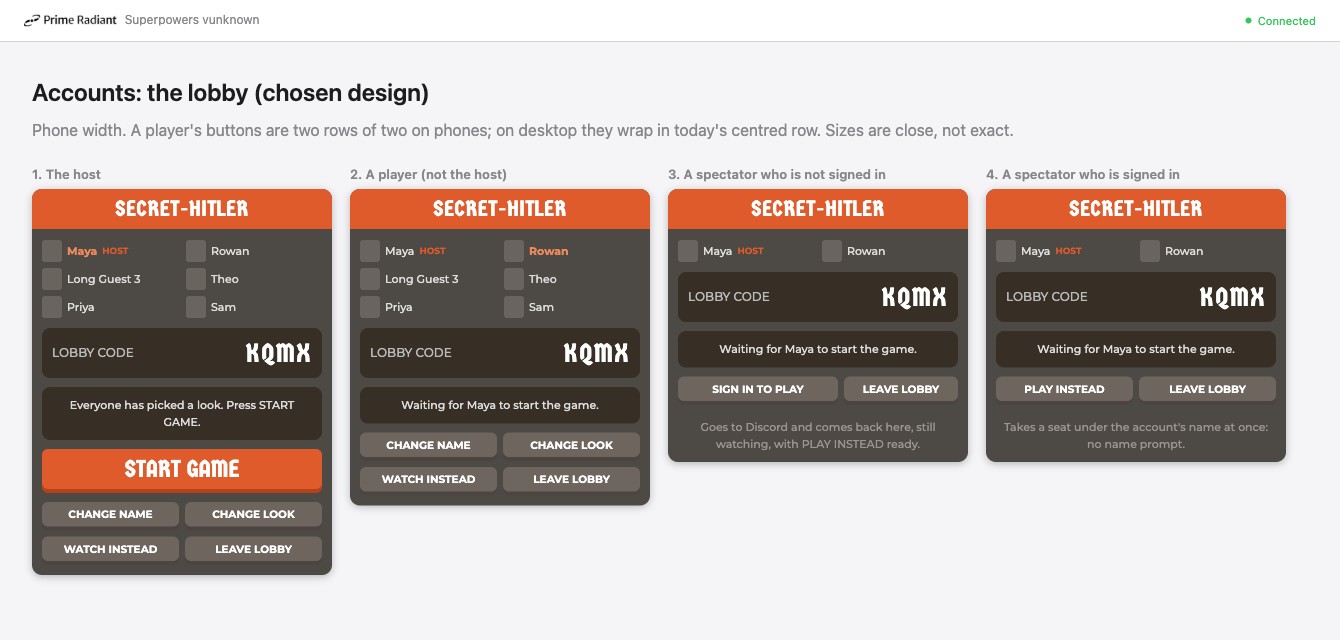 Prime Radiant Superpowers vunknown
Connected
Accounts: the lobby (chosen design)
Phone width. A player's buttons are two rows of two on phones; on desktop they wrap in today's centred row. Sizes are close, not exact.
1. The host
SECRET-HITLER
Maya HOST
Rowan
Long Guest 3
Theo
Priya
Sam
LOBBY CODE
KQMX
Everyone has picked a look. Press START
GAME.
START GAME
CHANGE NAME
CHANGE LOOK
WATCH INSTEAD
LEAVE LOBBY
2. A player (not the host)
SECRET-HITLER
Maya HOST
Rowan
Long Guest 3
Theo
Priya
Sam
LOBBY CODE
KQMX
Waiting for Maya to start the game.
CHANGE NAME
CHANGE LOOK
WATCH INSTEAD
LEAVE LOBBY
3. A spectator who is not signed in
SECRET-HITLER
Maya HOST
Rowan
LOBBY CODE
KQMX
Waiting for Maya to start the game.
SIGN IN TO PLAY
LEAVE LOBBY
Goes to Discord and comes back here, still
watching, with PLAY INSTEAD ready.
4. A spectator who is signed in
SECRET-HITLER
Maya HOST
Rowan
LOBBY CODE
KQMX
Waiting for Maya to start the game.
PLAY INSTEAD
LEAVE LOBBY
Takes a seat under the account's name at once:
no name prompt.